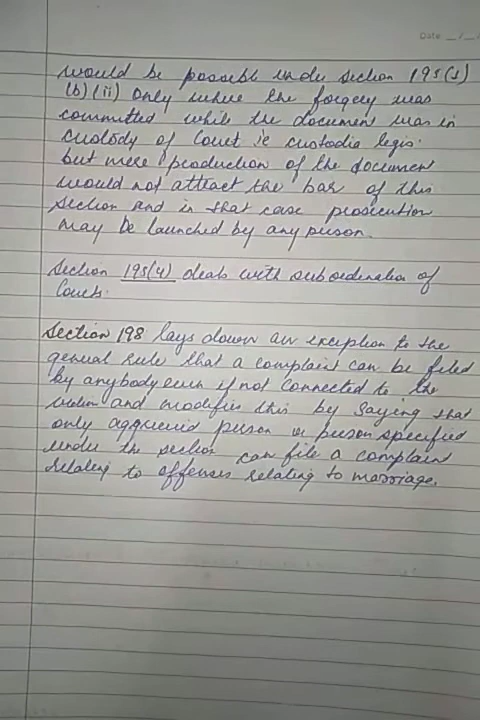 Date __/__/
would be possible under section 195(1)
(b)(ii) only where the forgery was
committed while the document was in
custody of Court ie custodia legis.
but mere production of the document
would not attract the bar of this
section and in that case prosecution
may be launched by any person.
Section 195(4) deals with subordination of
Courts.
Section 198 lays down an exception to the
general rule that a complaint can be filed
by anybody even if not connected to the
victim and modifies this by saying that
only aggrieved person or person specified
under the section can file a complain
relating to offenses relating to marriage.